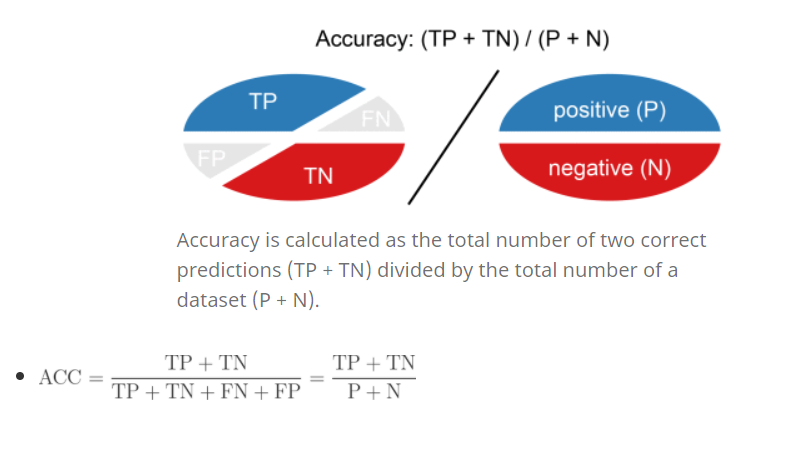 Accuracy: (TP + TN) / (P + N)
TP
FN
FP
TN
positive (P)
negative (N)
Accuracy is calculated as the total number of two correct
predictions (TP + TN) divided by the total number of a
dataset (P + N).
• ACC = \frac{TP + TN}{TP + TN + FN + FP} = \frac{TP + TN}{P + N}